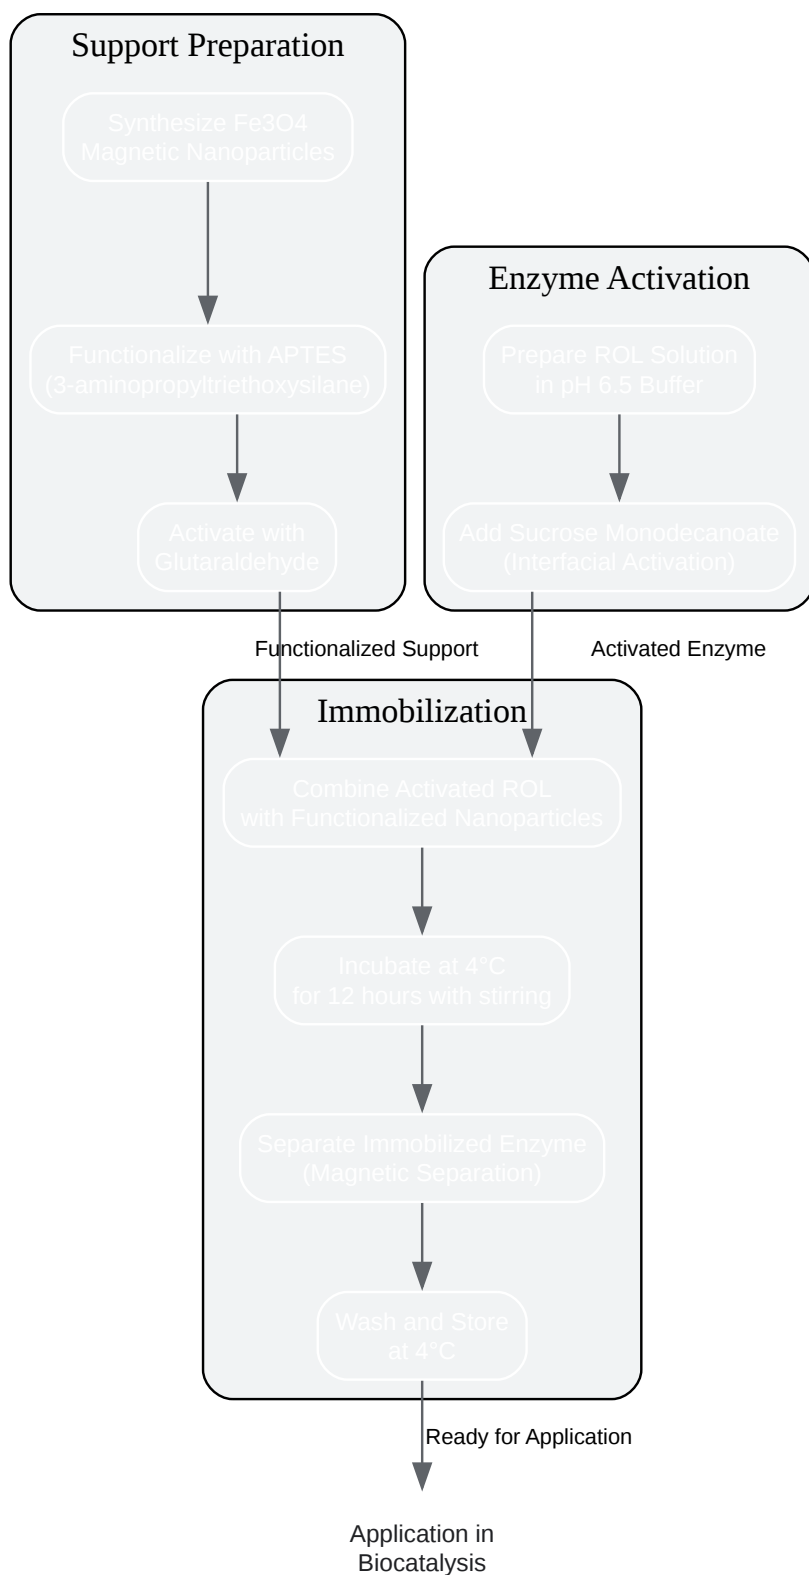 Support Preparation
Synthesize Fe3O4
Magnetic Nanoparticles
Functionalize with APTES
(3-aminopropyltriethoxysilane)
Activate with
Glutaraldehyde
Enzyme Activation
Prepare ROL Solution
in pH 6.5 Buffer
Add Sucrose Monodecanoate
(Interfacial Activation)
Functionalized Support
Activated Enzyme
Immobilization
Combine Activated ROL
with Functionalized Nanoparticles
Incubate at 4°C
for 12 hours with stirring
Separate Immobilized Enzyme
(Magnetic Separation)
Wash and Store
at 4°C
Ready for Application
Application in
Biocatalysis